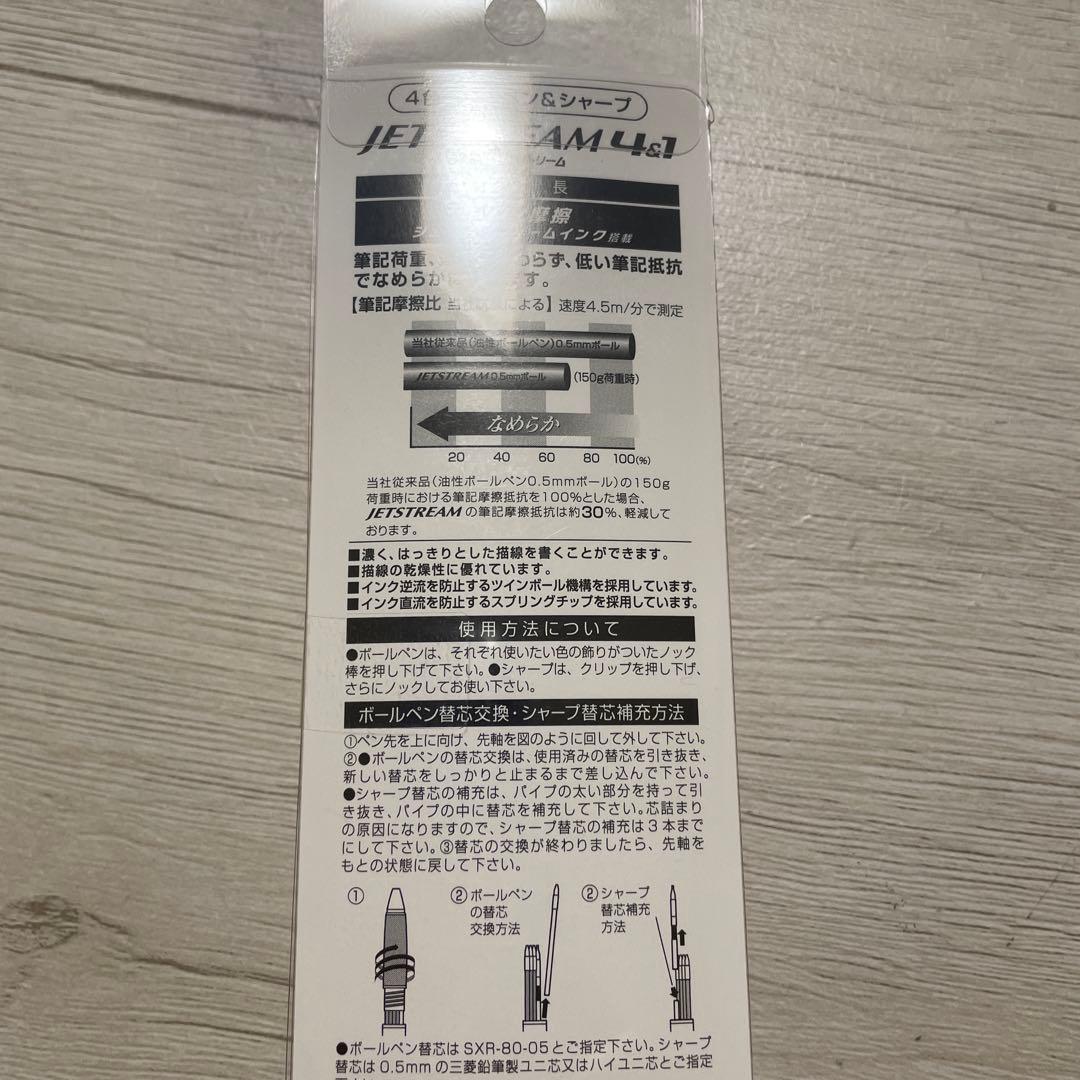 4色 ン&シャープ
JETSTREAM 4&1
トリーム
長
摩擦
ームインク搭載
筆記荷重、 わらず、低い筆記抵抗
でなめらか す。
【筆記摩擦比 当社 による】速度4.5m/分で測定
当社従来品(油性ボールペン)0.5mmボール
JETSTREAM 0.5mmボール (150g荷重時)
なめらか
20 40 60 80 100(%)
当社従来品(油性ボールペン0.5mmボール)の150g
荷重時における筆記摩擦抵抗を100%とした場合、
JETSTREAMの筆記摩擦抵抗は約30%、軽減して
おります。
■濃く、はっきりとした描線を書くことができます。
■描線の乾燥性に優れています。
■インク逆流を防止するツインボール機構を採用しています。
■インク直流を防止するスプリングチップを採用しています。
使用方法について
●ボールペンは、それぞれ使いたい色の飾りがついたノック
棒を押し下げて下さい。●シャープは、クリップを押し下げ、
さらにノックしてお使い下さい。
ボールペン替芯交換・シャープ替芯補充方法
①ペン先を上に向け、先軸を図のように回して外して下さい。
②●ボールペンの替芯交換は、使用済みの替芯を引き抜き、
新しい替芯をしっかりと止まるまで差し込んで下さい。
●シャープ替芯の補充は、パイプの太い部分を持って引
き抜き、パイプの中に替芯を補充して下さい。芯詰まり
の原因になりますので、シャープ替芯の補充は3本まで
にして下さい。③替芯の交換が終わりましたら、先軸を
もとの状態に戻して下さい。
①
②ボールペン
の替芯
交換方法
②シャープ
替芯補充
方法
●ボールペン替芯は SXR-80-05とご指定下さい。シャープ
替芯は0.5mmの三菱鉛筆製ユニ芯又はハイユニ芯とご指定